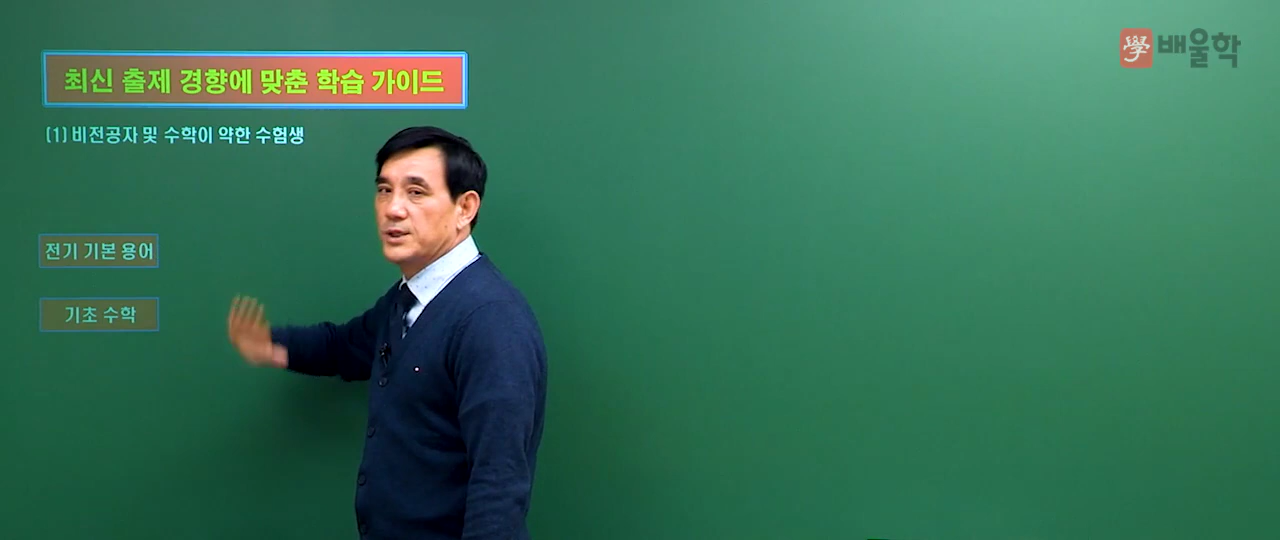 學 배울학
최신 출제 경향에 맞춘 학습 가이드
(1) 비전공자 및 수학이 약한 수험생
전기 기본 용어
기초 수학